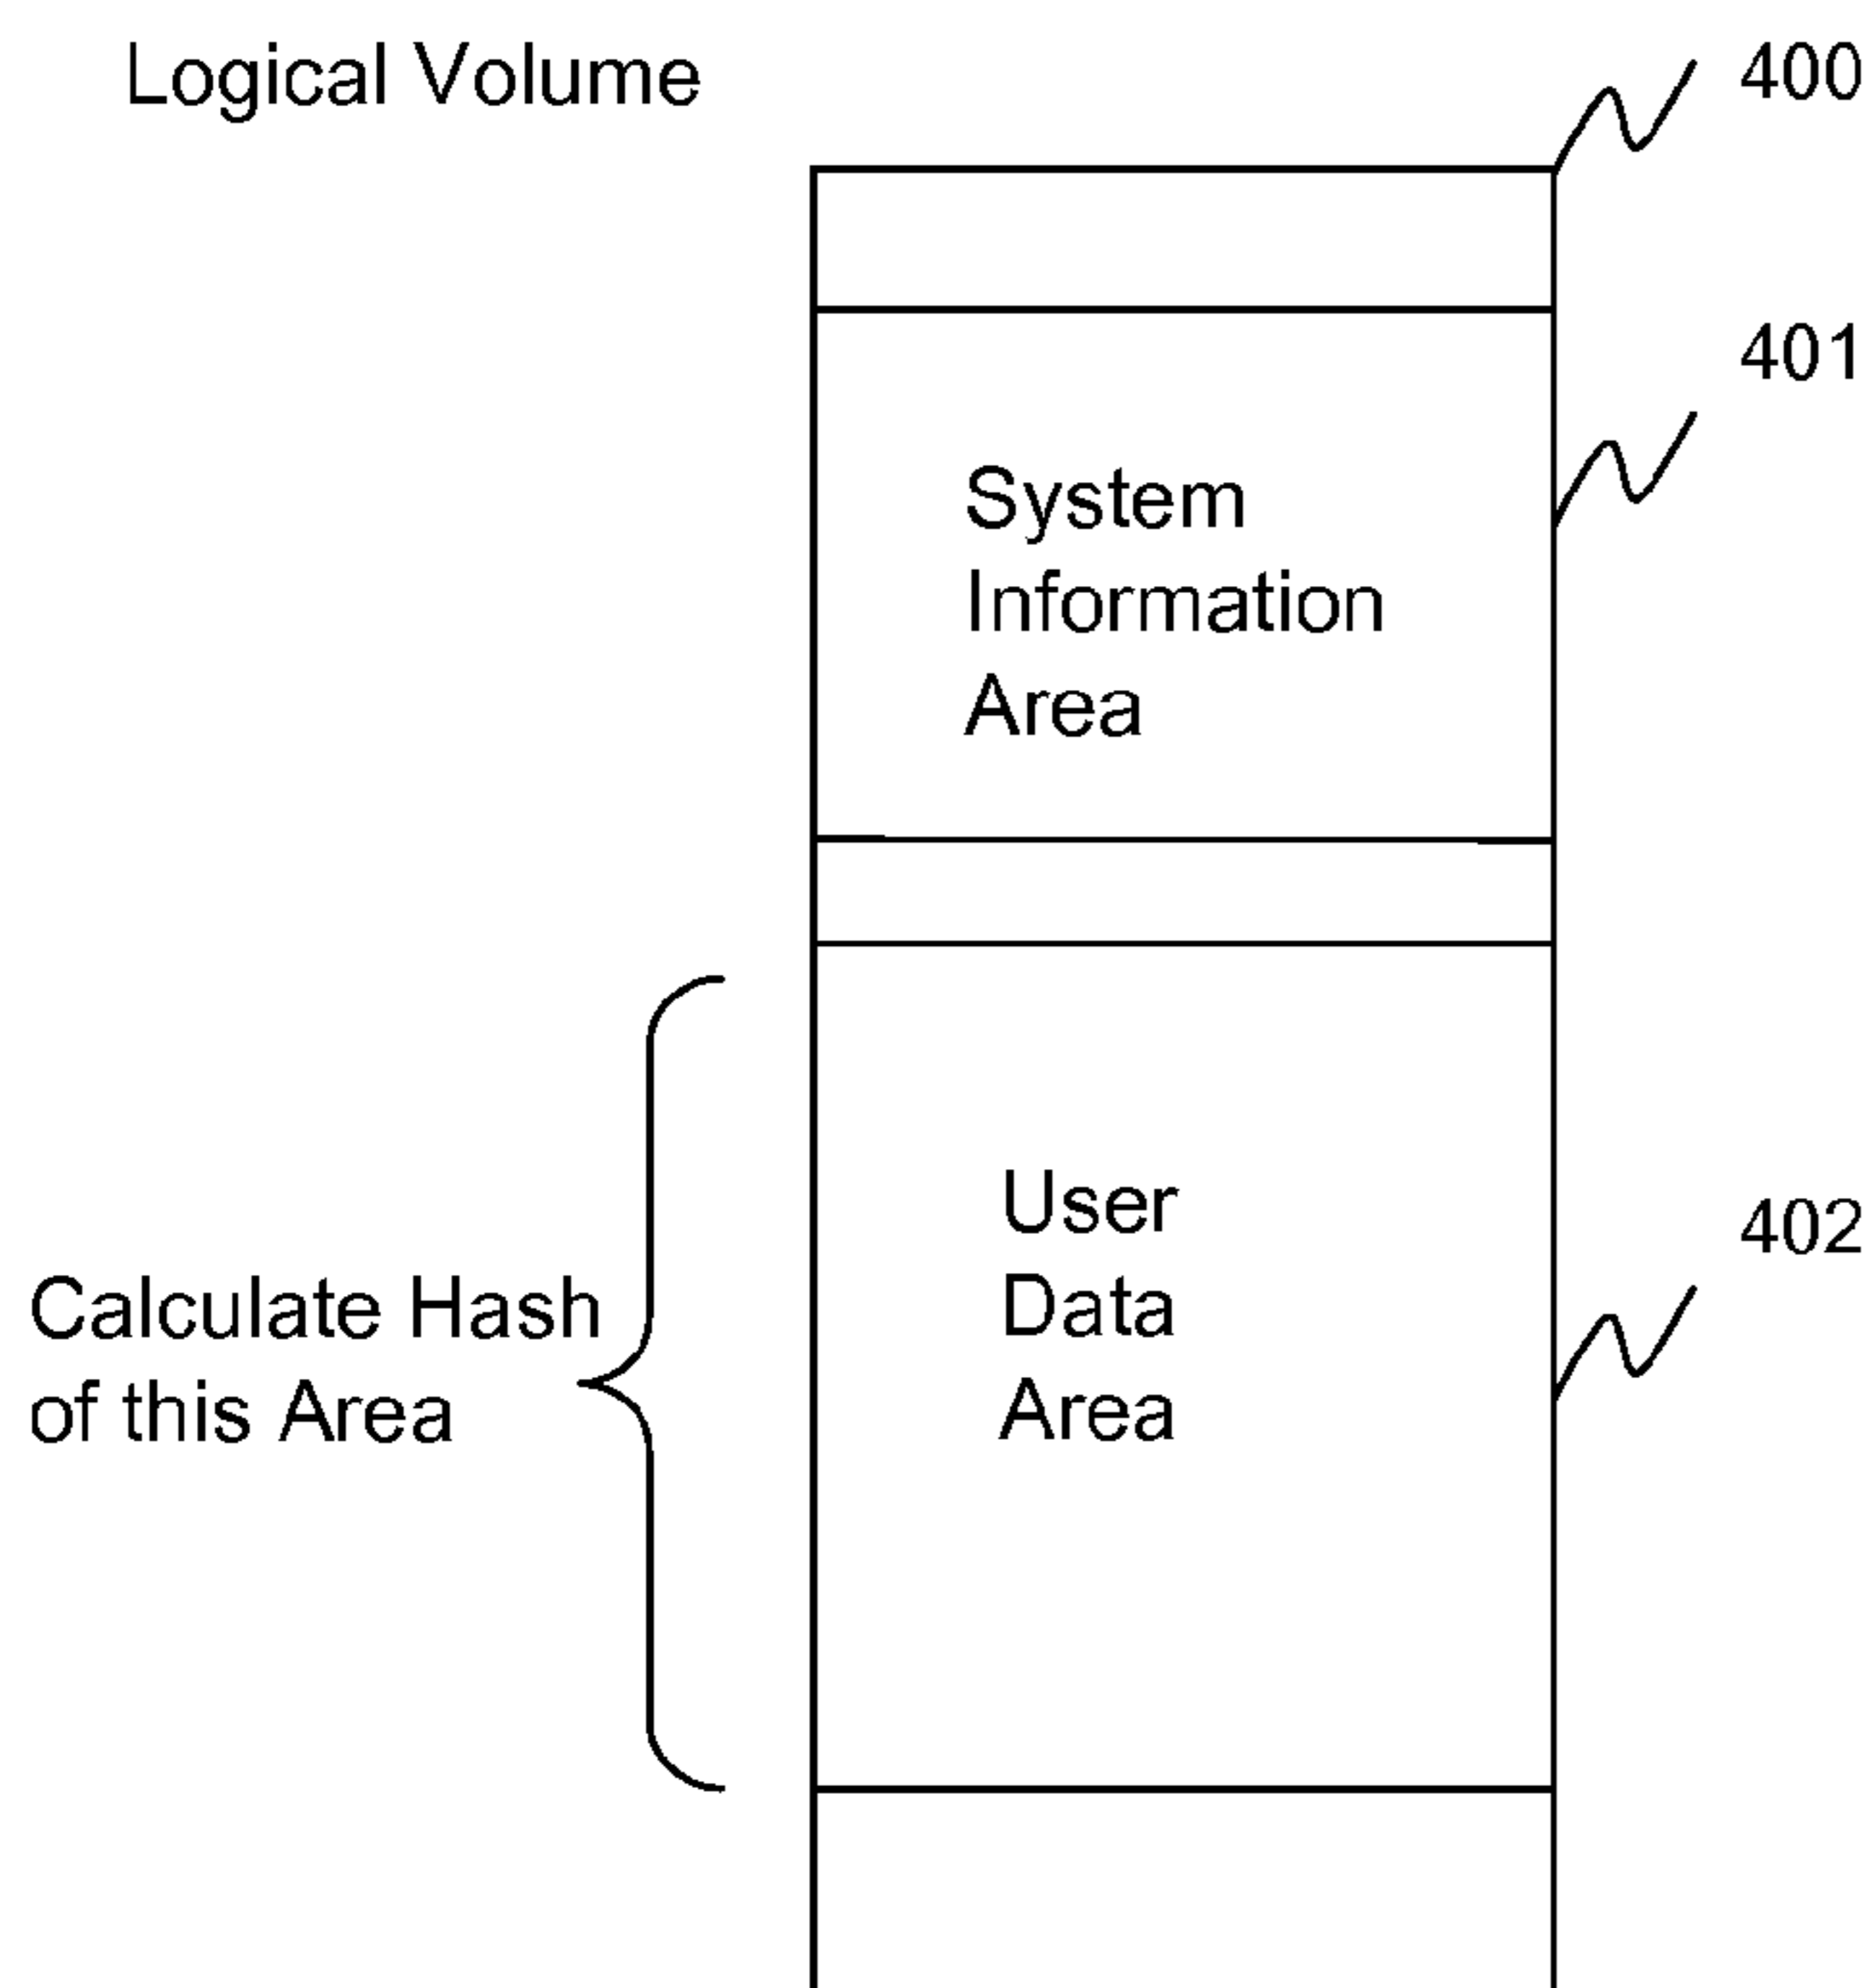 Logical Volume
400
401
System
Information
Area
User
Data
Area
402
Calculate Hash
of this Area